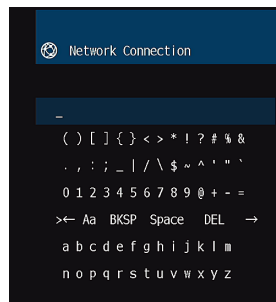 Network Connection
_
( ) [ ] { } < > * ! ? # % &
. , : ; _ | / \ $ ~ ^ ' " `
0 1 2 3 4 5 6 7 8 9 @ + - =
>← Aa BKSP Space DEL →
a b c d e f g h i j k l m
n o p q r s t u v w x y z